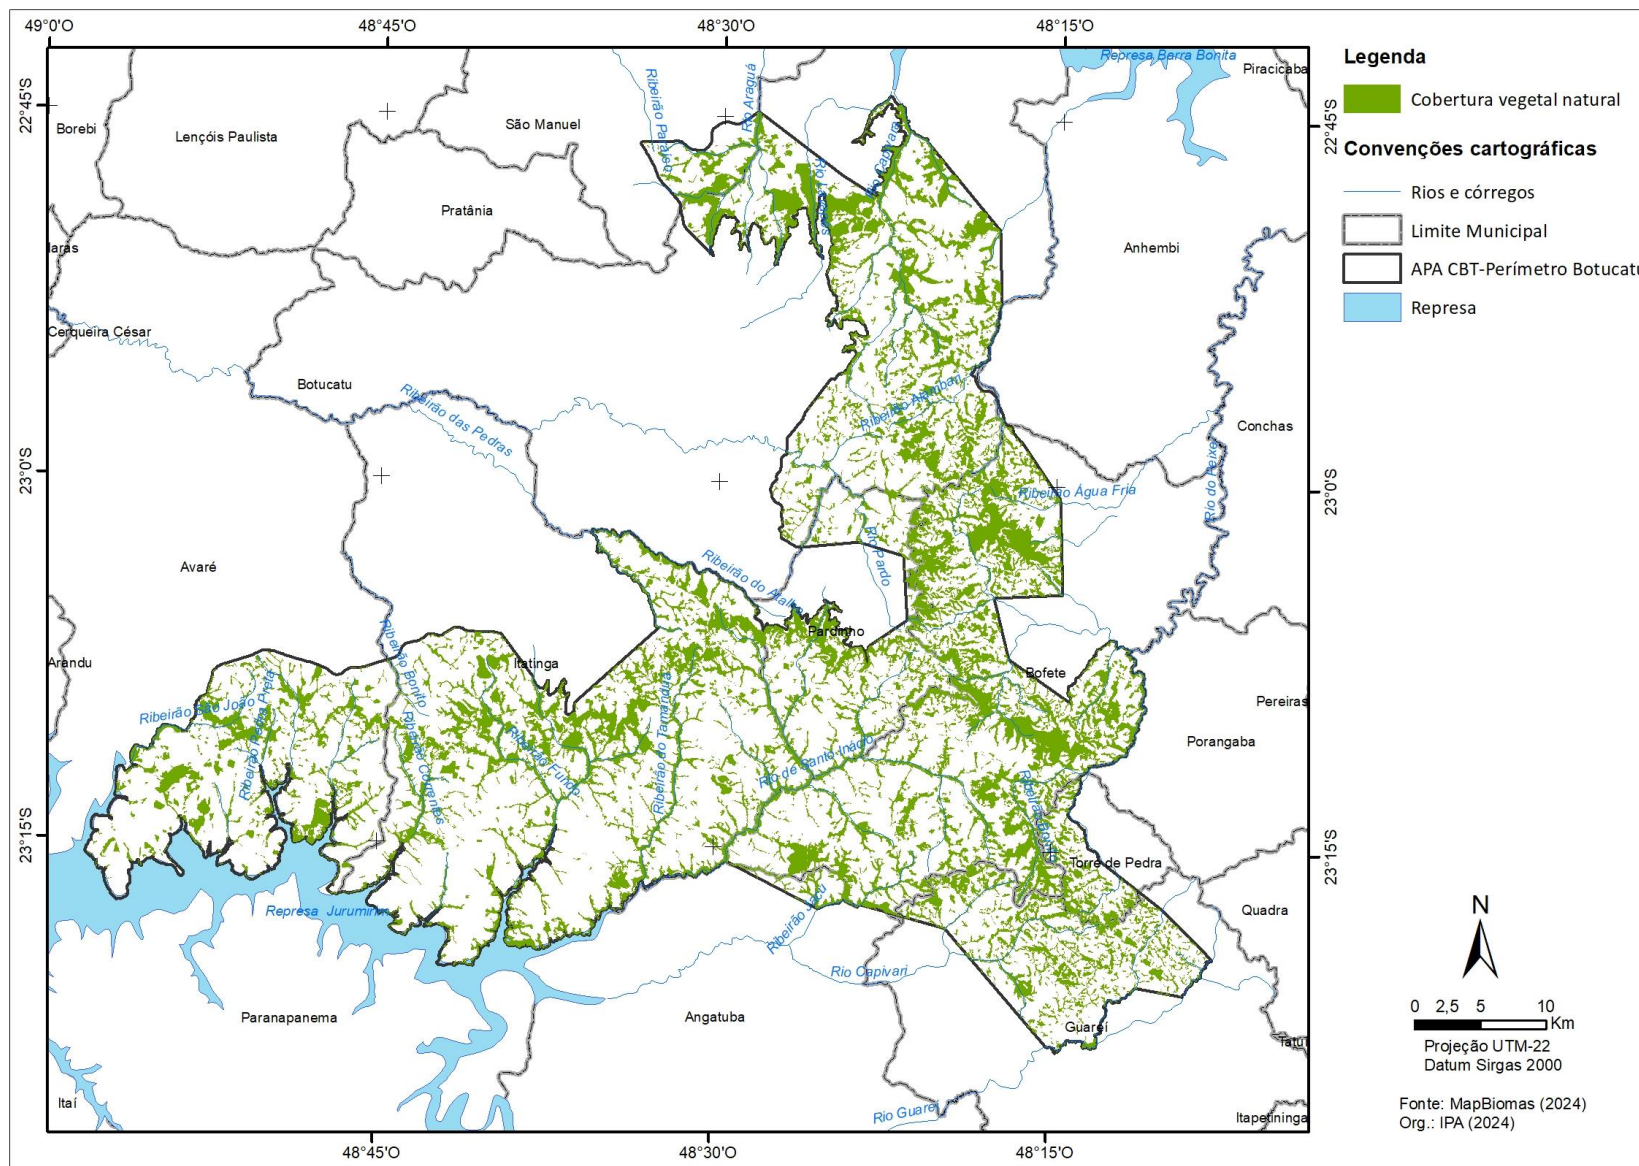 49°0'O
48°45'O
48°30'O
48°15'O
22°45'S
23°0'S
23°15'S
22°45'S
23°0'S
23°15'S
48°45'O
48°30'O
48°15'O
Represa Barra Bonita
Piracicaba
Borebi
Lençóis Paulista
São Manuel
Ribeirão Paraíso
Rio Araquá
Rio Capivara
Pratânia
Anhembi
Iaras
Cerqueira César
Botucatu
Ribeirão das Pedras
Ribeirão Alambari
Conchas
Rio do Peixe
Ribeirão Água Fria
Rio Pardo
Avaré
Ribeirão do Atalho
Pardinho
Arandu
Itatinga
Bofete
Pereiras
Porangaba
Ribeirão São João
Ribeirão Pedra Preta
Ribeirão Bonito
Ribeirão Correntes
Ribeirão Fundo
Ribeirão do Tamanduá
Rio de Santo Inácio
Torre de Pedra
Quadra
Represa Jurumirim
Ribeirão Jacu
Rio Capivari
Paranapanema
Angatuba
Guareí
Tatuí
Itaí
Rio Guareí
Itapetininga
Legenda
Cobertura vegetal natural
Convenções cartográficas
Rios e córregos
Limite Municipal
APA CBT-Perímetro Botucatu
Represa
N
0 2,5 5 10
Km
Projeção UTM-22
Datum Sirgas 2000
Fonte: MapBiomas (2024)
Org.: IPA (2024)